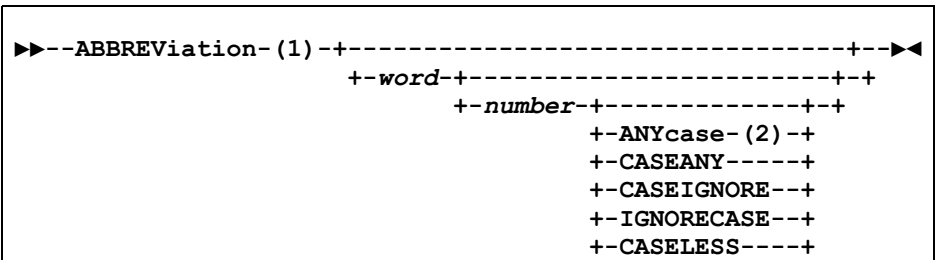 ►►--ABBREViation-(1)-+---------------------------------+--►◄
+-word-+------------------------+-+
+-number-+-------------+-+
+-ANYcase-(2)-+
+-CASEANY-----+
+-CASEIGNORE--+
+-IGNORECASE--+
+-CASELESS----+